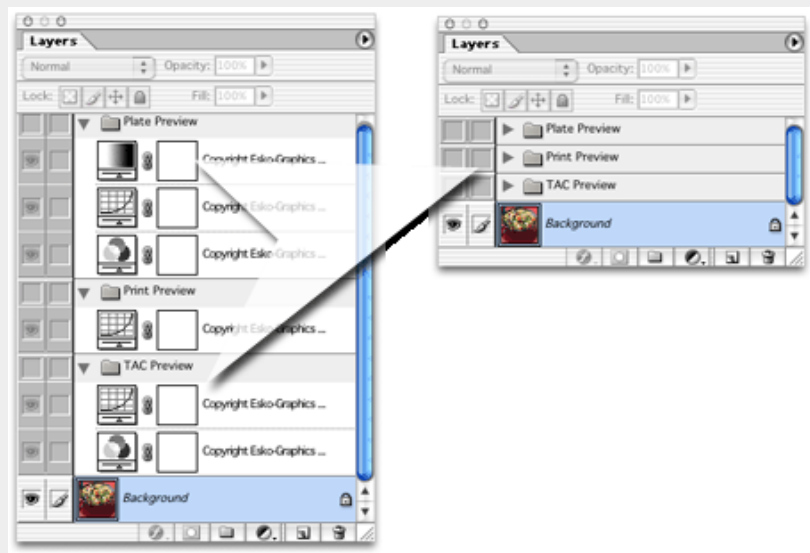 Layers
Normal
Opacity: 100%
Lock:
Fill: 100%
Plate Preview
Copyright Esko-Graphics ...
Copyright Esko-Graphics ...
Copyright Esko-Graphics ...
Print Preview
Copyright Esko-Graphics ...
TAC Preview
Copyright Esko-Graphics ...
Copyright Esko-Graphics ...
Background
Layers
Normal
Opacity: 100%
Lock:
Fill: 100%
Plate Preview
Print Preview
TAC Preview
Background